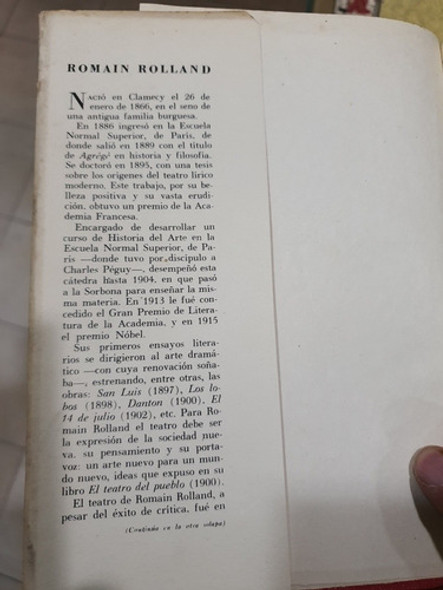 ROMAIN ROLLAND
NACIÓ en Clamecy el 26 de
enero de 1866, en el seno de
una antigua familia burguesa.
En 1886 ingresó en la Escuela
Normal Superior, de París, de
donde salió en 1889 con el título
de Agrégé en historia y filosofía.
Se doctoró en 1895, con una tesis
sobre los orígenes del teatro lírico
moderno. Este trabajo, por su be-
lleza positiva y su vasta erudi-
ción, obtuvo un premio de la Aca-
demia Francesa.
Encargado de desarrollar un
curso de Historia del Arte en la
Escuela Normal Superior, de Pa-
rís —donde tuvo por discípulo a
Charles Péguy—, desempeñó esta
cátedra hasta 1904, en que pasó
a la Sorbona para enseñar la mis-
ma materia. En 1913 le fué con-
cedido el Gran Premio de Litera-
tura de la Academia, y en 1915
el premio Nóbel.
Sus primeros ensayos litera-
rios se dirigieron al arte dramá-
tico —con cuya renovación soña-
ba—, estrenando, entre otras, las
obras: San Luis (1897), Los lo-
bos (1898), Danton (1900), El
14 de julio (1902), etc. Para Ro-
main Rolland el teatro debe ser
la expresión de la sociedad nue-
va, su pensamiento y su porta-
voz: un arte nuevo para un mun-
do nuevo, ideas que expuso en su
libro El teatro del pueblo (1900).
El teatro de Romain Rolland, a
pesar del éxito de crítica, fué en
(Continúa en la otra solapa)